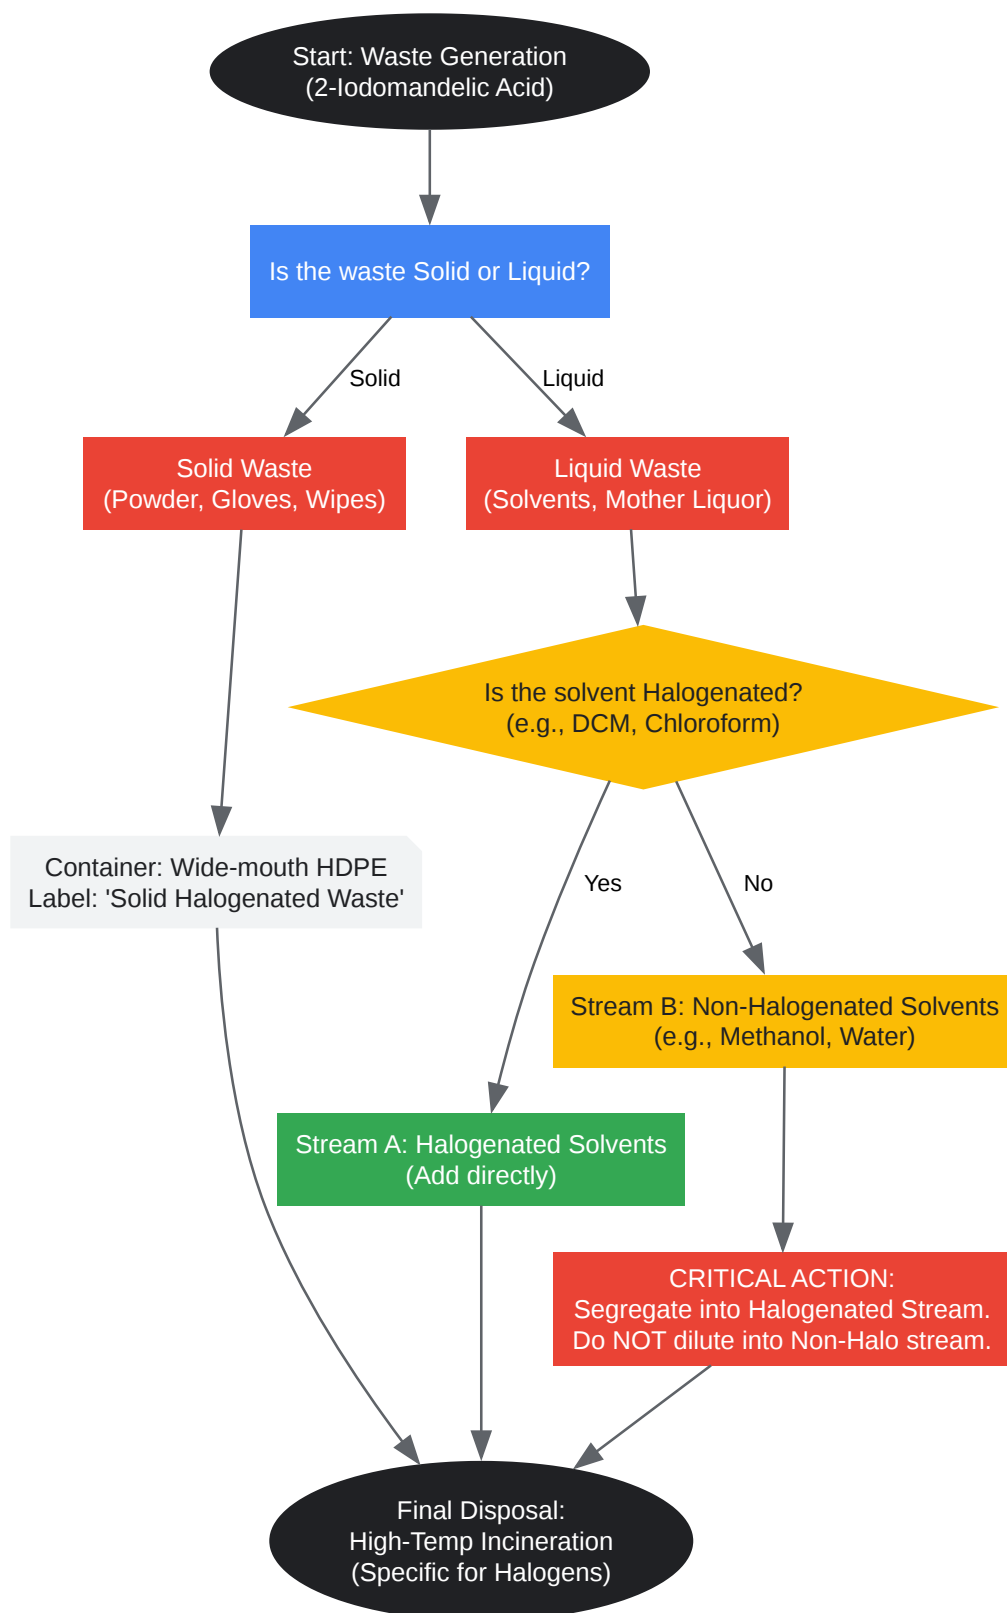 Start: Waste Generation
(2-Iodomandelic Acid)
Is the waste Solid or Liquid?
Solid
Liquid
Solid Waste
(Powder, Gloves, Wipes)
Liquid Waste
(Solvents, Mother Liquor)
Is the solvent Halogenated?
(e.g., DCM, Chloroform)
Container: Wide-mouth HDPE
Label: 'Solid Halogenated Waste'
Yes
No
Stream B: Non-Halogenated Solvents
(e.g., Methanol, Water)
Stream A: Halogenated Solvents
(Add directly)
CRITICAL ACTION:
Segregate into Halogenated Stream.
Do NOT dilute into Non-Halo stream.
Final Disposal:
High-Temp Incineration
(Specific for Halogens)